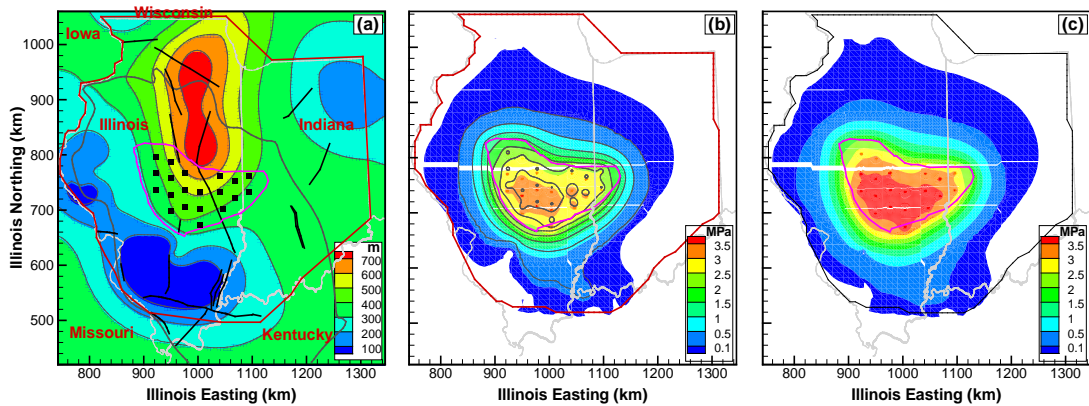 Wisconsin
(a)
Iowa
Illinois
Indiana
Missouri
Kentucky
m
700
600
500
400
300
200
100
1000
900
800
700
600
500
Illinois Northing (km)
800 900 1000 1100 1200 1300
Illinois Easting (km)
(b)
MPa
3.5
3
2.5
2
1.5
1
0.5
0.1
800 900 1000 1100 1200 1300
Illinois Easting (km)
(c)
MPa
3.5
3
2.5
2
1.5
1
0.5
0.1
800 900 1000 1100 1200 1300
Illinois Easting (km)